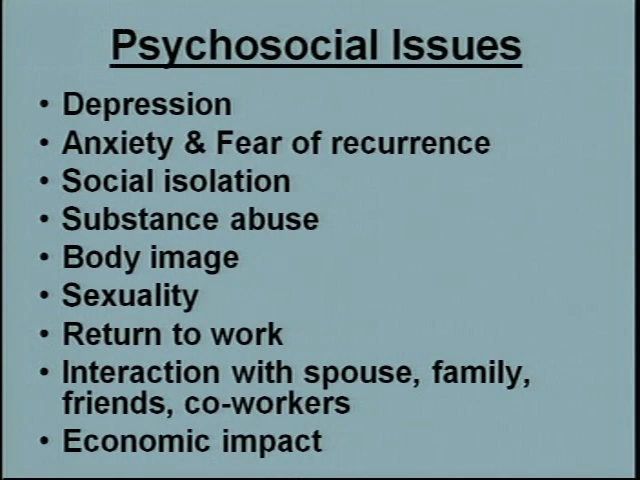 Psychosocial Issues
• Depression
• Anxiety & Fear of recurrence
• Social isolation
• Substance abuse
• Body image
• Sexuality
• Return to work
• Interaction with spouse, family,
friends, co-workers
• Economic impact